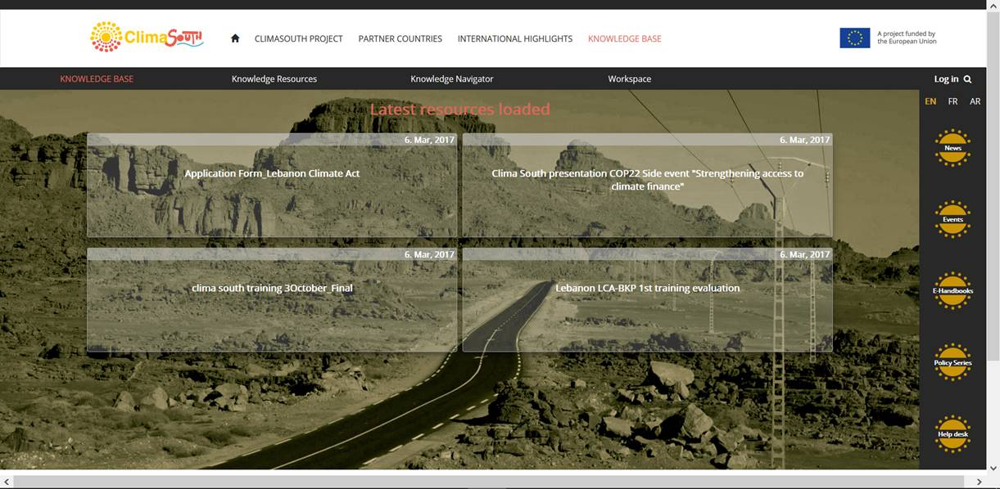 ClimaSouth
CLIMASOUTH PROJECT
PARTNER COUNTRIES
INTERNATIONAL HIGHLIGHTS
KNOWLEDGE BASE
A project funded by
the European Union
KNOWLEDGE BASE
Knowledge Resources
Knowledge Navigator
Workspace
Log in
EN FR AR
Latest resources loaded
6. Mar, 2017
Application Form_Lebanon Climate Act
6. Mar, 2017
Clima South presentation COP22 Side event "Strengthening access to
climate finance"
6. Mar, 2017
clima south training 3October_Final
6. Mar, 2017
Lebanon LCA-BKP 1st training evaluation
News
Events
E-Handbooks
Policy Series
Help desk